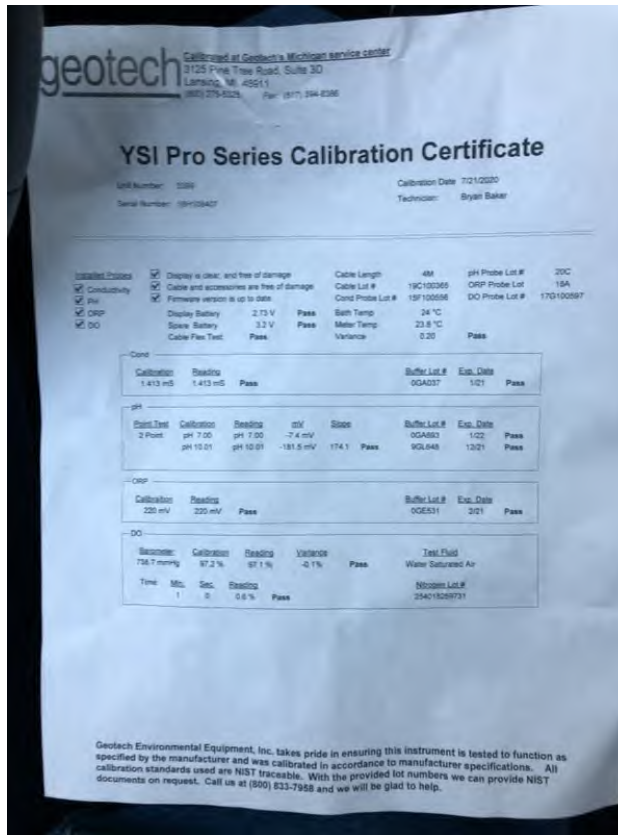 geotech
Calibrated at Geotech's Michigan service center
3125 Pine Tree Road, Suite 3D
Lansing, MI 48911
(800) 275-5325 Fax: (517) 394-8386
YSI Pro Series Calibration Certificate
Unit Number: Calibration Date 7/21/2020
Serial Number: Technician: Bryan Bakar
Installed Probes Display is clear, and free of damage Cable Length 4M pH Probe Lot # 20C
Conductivity Cable and accessories are free of damage Cable Lot # 19C100365 ORP Probe Lot 18A
PH Firmware version is up to date Cond Probe Lot # DO Probe Lot # 17G100597
ORP Display Battery 2.73 V Pass Bath Temp 24 °C
DO Spare Battery 3.3 V Pass Meter Temp 23.8 °C
Cable Flex Test Pass Variance 0.20 Pass
Cond
Calibration Reading Buffer Lot # Exp. Date
1.413 mS 1.413 mS Pass 0GA037 1/21 Pass
pH
Point Test Calibration Reading mV Slope Buffer Lot # Exp. Date
2 Point pH 7.00 pH 7.00 -7.4 mV 0GA893 1/22 Pass
pH 10.01 pH 10.01 -181.5 mV 174.1 Pass 9GL648 12/21 Pass
ORP
Calibration Reading Buffer Lot # Exp. Date
220 mV 220 mV Pass 0GE531 2/21 Pass
DO
Barometer Calibration Reading Variance Test Fluid
738.7 mmHg 97.2 % 97.1 % -0.1% Pass Water Saturated Air
Time Min. Sec. Reading Nitrogen Lot #
1 0 0.6 % Pass
Geotech Environmental Equipment, Inc. takes pride in ensuring this instrument is tested to function as
specified by the manufacturer and was calibrated in accordance to manufacturer specifications. All
calibration standards used are NIST traceable. With the provided lot numbers we can provide NIST
documents on request. Call us at (800) 833-7958 and we will be glad to help.